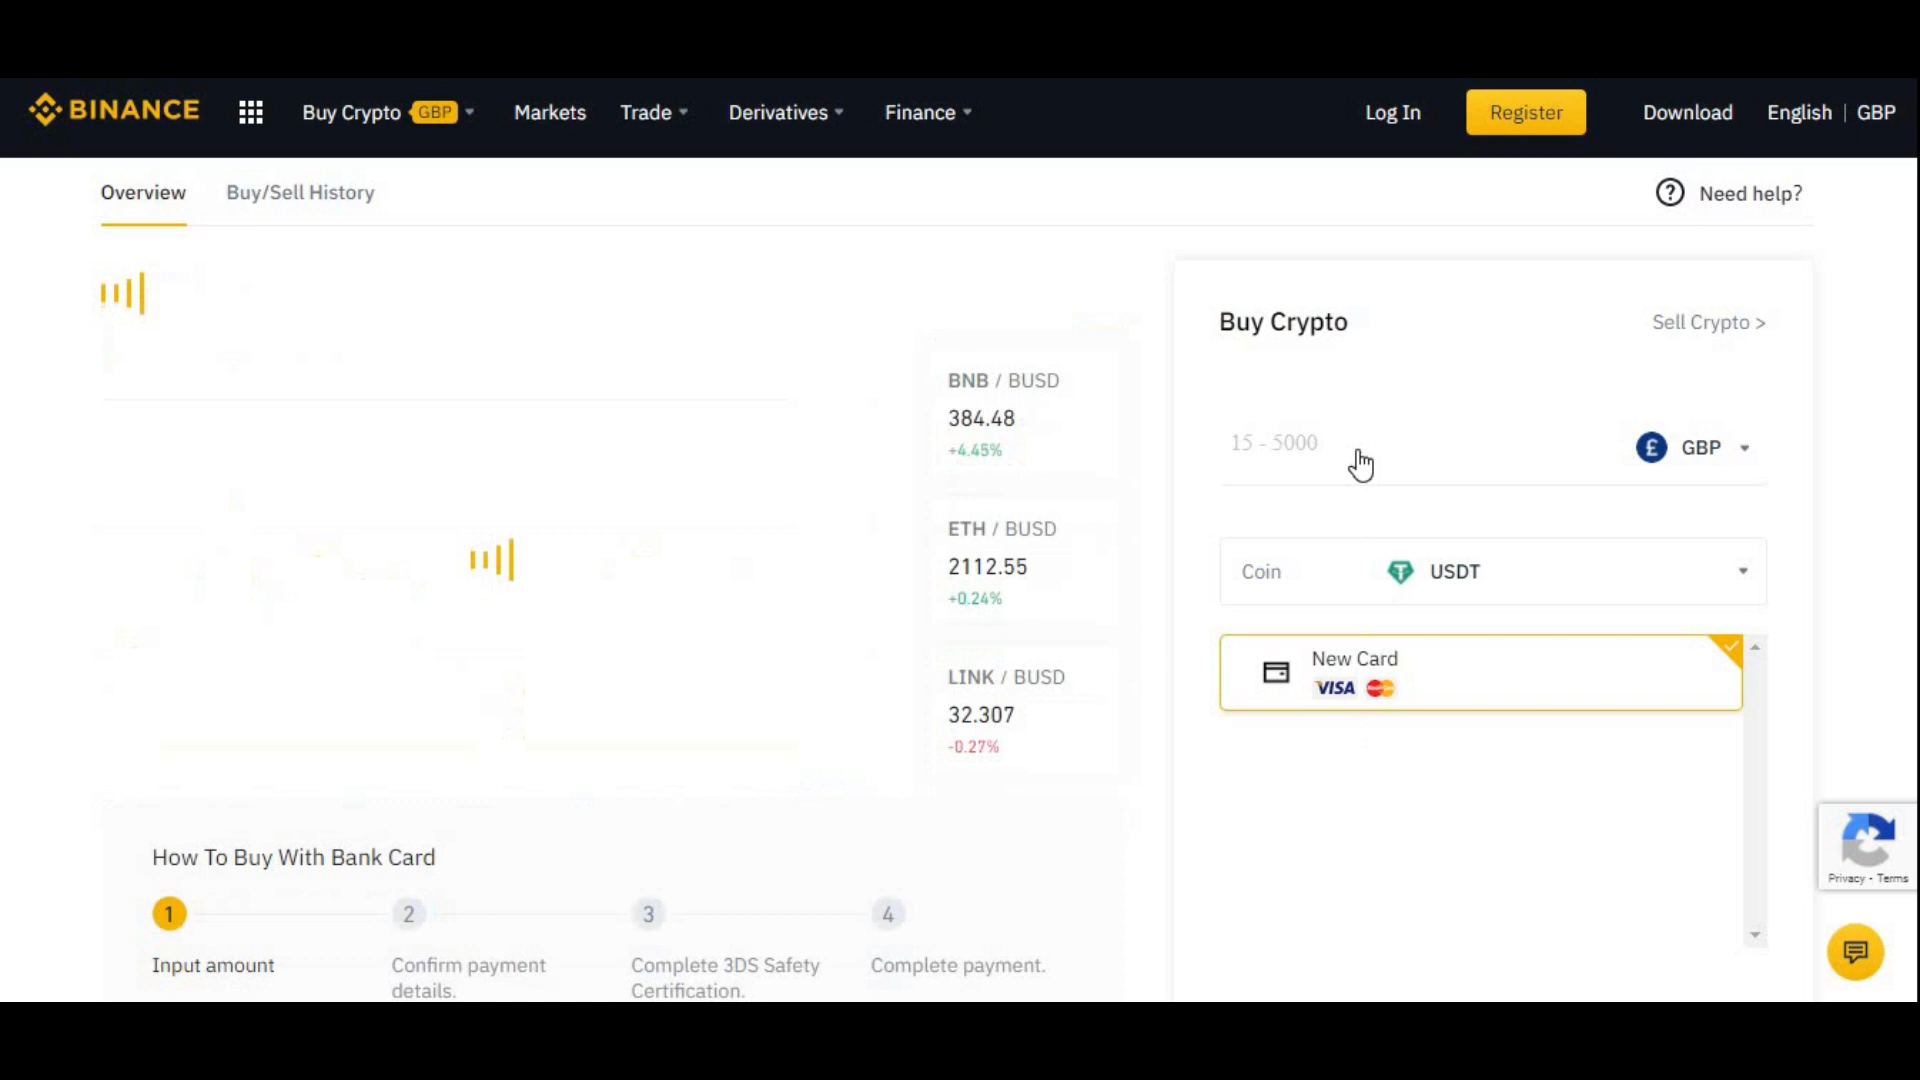 BINANCE
Buy Crypto GBP
Markets
Trade
Derivatives
Finance
Log In
Register
Download
English | GBP
Overview
Buy/Sell History
Need help?
Buy Crypto
Sell Crypto >
BNB / BUSD
384.48
+4.45%
15 - 5000
GBP
ETH / BUSD
2112.55
+0.24%
Coin
USDT
New Card
VISA
LINK / BUSD
32.307
-0.27%
How To Buy With Bank Card
1
2
3
4
Input amount
Confirm payment
details.
Complete 3DS Safety
Certification.
Complete payment.
Privacy - Terms